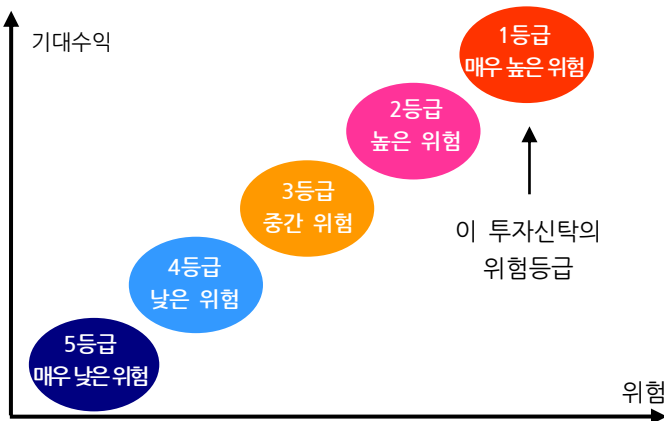 기대수익
1등급
매우 높은 위험
2등급
높은 위험
3등급
중간 위험
이 투자신탁의
위험등급
4등급
낮은 위험
5등급
매우 낮은 위험
위험